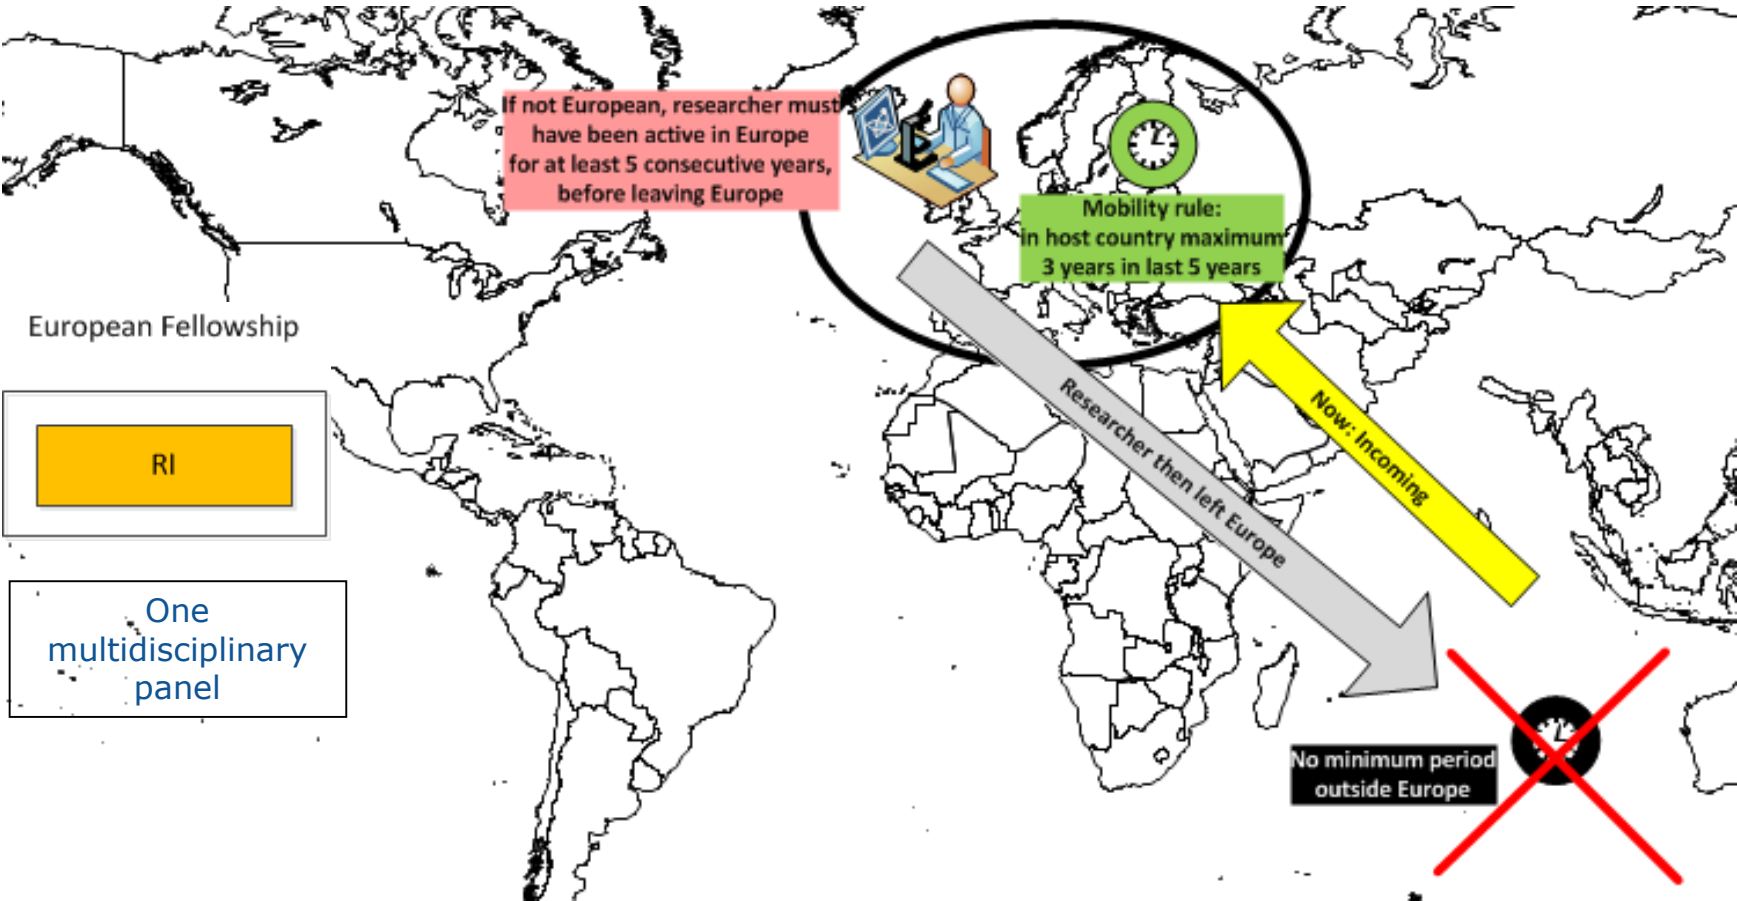 If not European, researcher must
have been active in Europe
for at least 5 consecutive years,
before leaving Europe
Mobility rule:
in host country maximum
3 years in last 5 years
European Fellowship
RI
One
multidisciplinary
panel
Researcher then left Europe
Now: Incoming
No minimum period
outside Europe